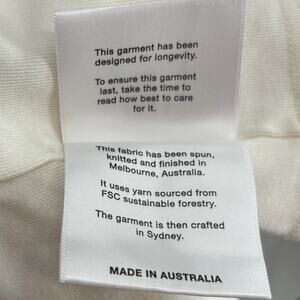 This garment has been
designed for longevity.
To ensure this garment
last, take the time to
read how best to care
for it.
This fabric has been spun,
knitted and finished in
Melbourne, Australia.
It uses yarn sourced from
FSC sustainable forestry.
The garment is then crafted
in Sydney.
MADE IN AUSTRALIA